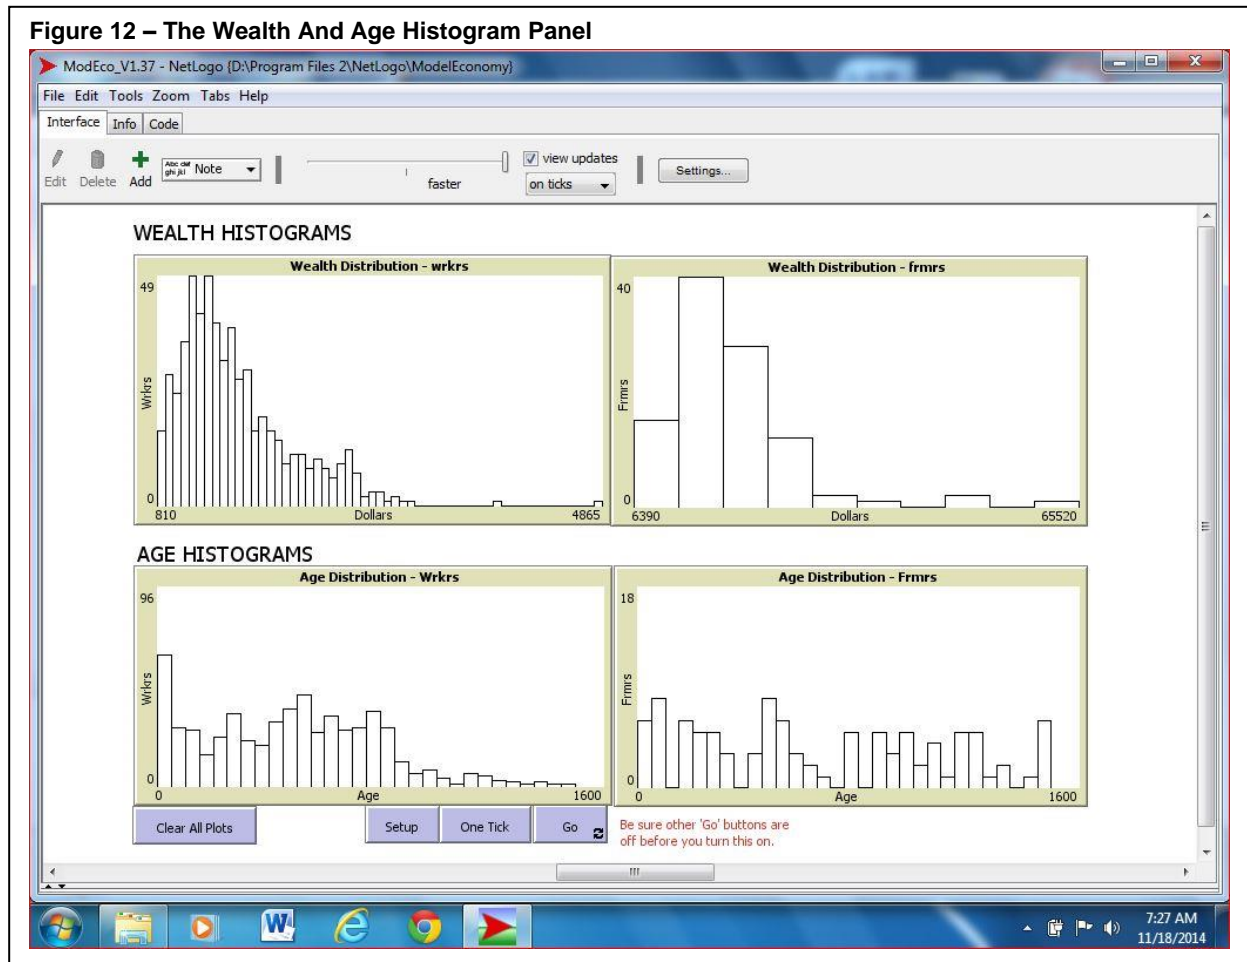 Figure 12 – The Wealth And Age Histogram Panel
ModEco_V1.37 - NetLogo {D:\Program Files 2\NetLogo\ModelEconomy}
File Edit Tools Zoom Tabs Help
Interface Info Code
Edit Delete Add
Abc def
ghi jkl
Note
faster
view updates
on ticks
Settings...
WEALTH HISTOGRAMS
Wealth Distribution - wrkrs
49
Wrkrs
0
810 Dollars 4865
Wealth Distribution - frmrs
40
Frmrs
0
6390 Dollars 65520
AGE HISTOGRAMS
Age Distribution - Wrkrs
96
Wrkrs
0
0 Age 1600
Age Distribution - Frmrs
18
Frmrs
0
0 Age 1600
Clear All Plots Setup One Tick Go
Be sure other 'Go' buttons are
off before you turn this on.
7:27 AM
11/18/2014